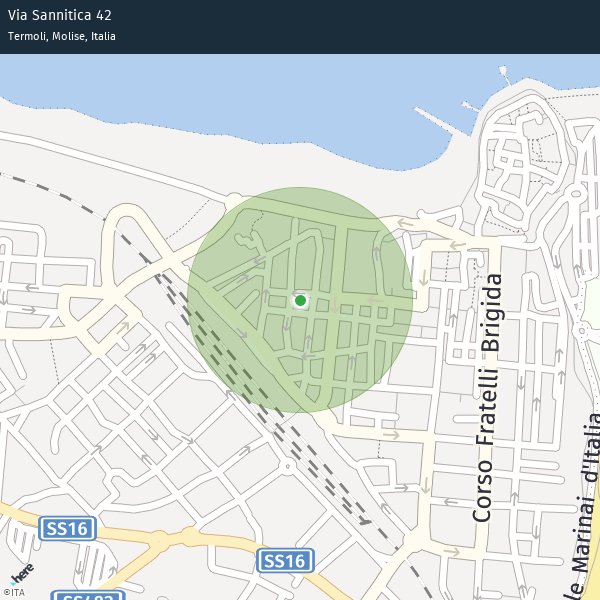 Via Sannitica 42
Termoli, Molise, Italia
Corso Fratelli Brigida
le Marinai d'Italia
SS16
SS16
SS483
here
©ITA